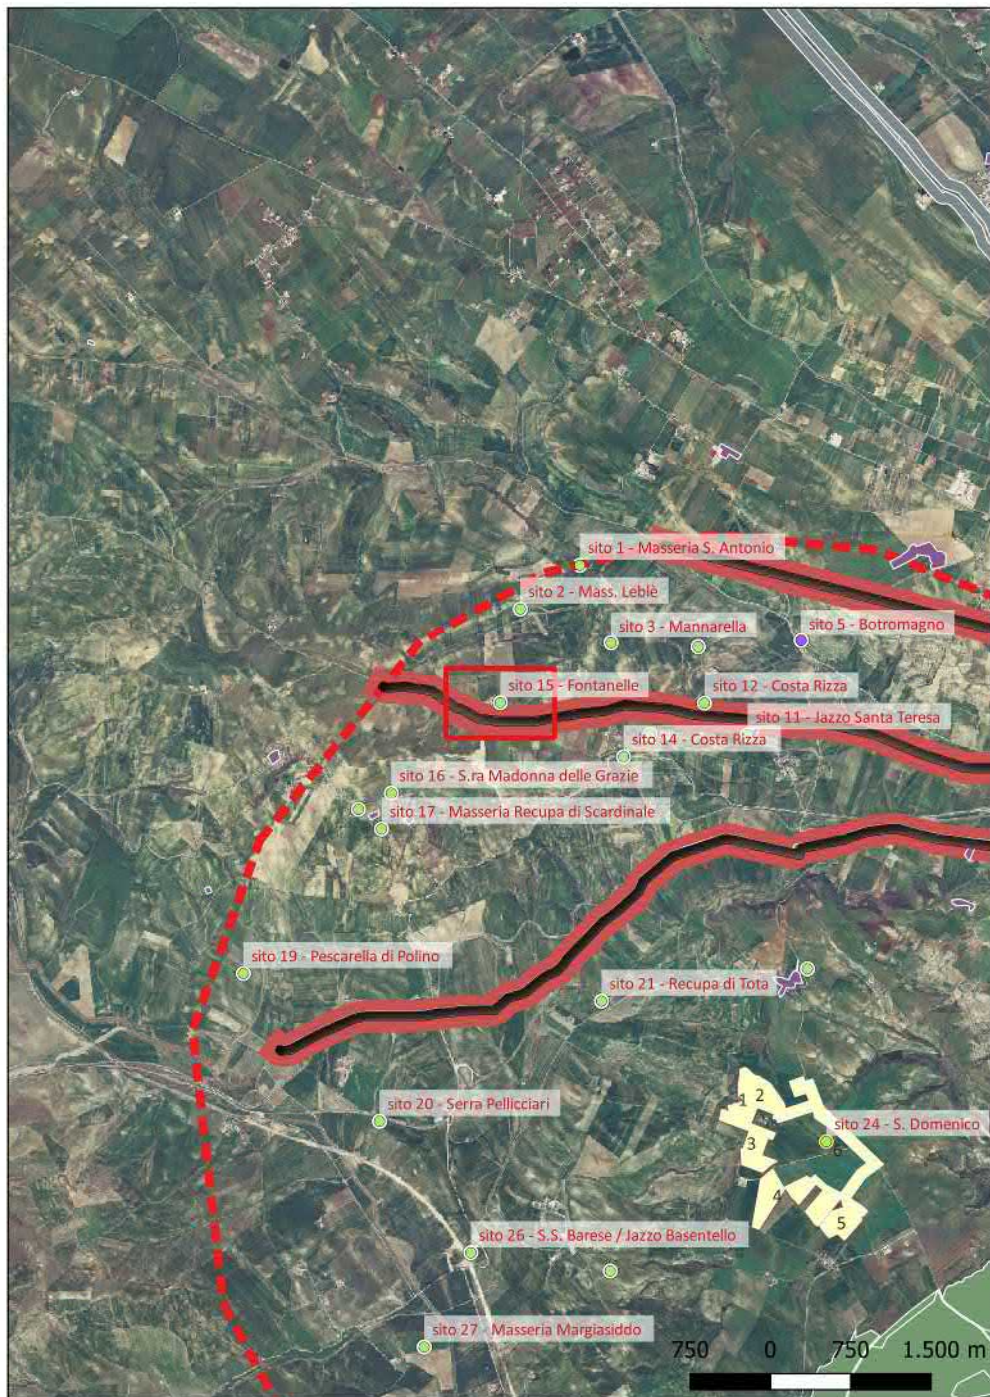 sito 1 - Masseria S. Antonio
sito 2 - Mass. Leblè
sito 3 - Mannarella
sito 5 - Botromagno
sito 15 - Fontanelle
sito 12 - Costa Rizza
sito 11 - Jazzo Santa Teresa
sito 14 - Costa Rizza
sito 16 - S.ra Madonna delle Grazie
sito 17 - Masseria Recupa di Scardinale
sito 19 - Pescarella di Polino
sito 21 - Recupa di Tota
sito 20 - Serra Pellicciari
1
2
sito 24 - S. Domenico
3
6
4
5
sito 26 - S.S. Barese / Jazzo Basentello
sito 27 - Masseria Margiasiddo
750 0 750 1.500 m